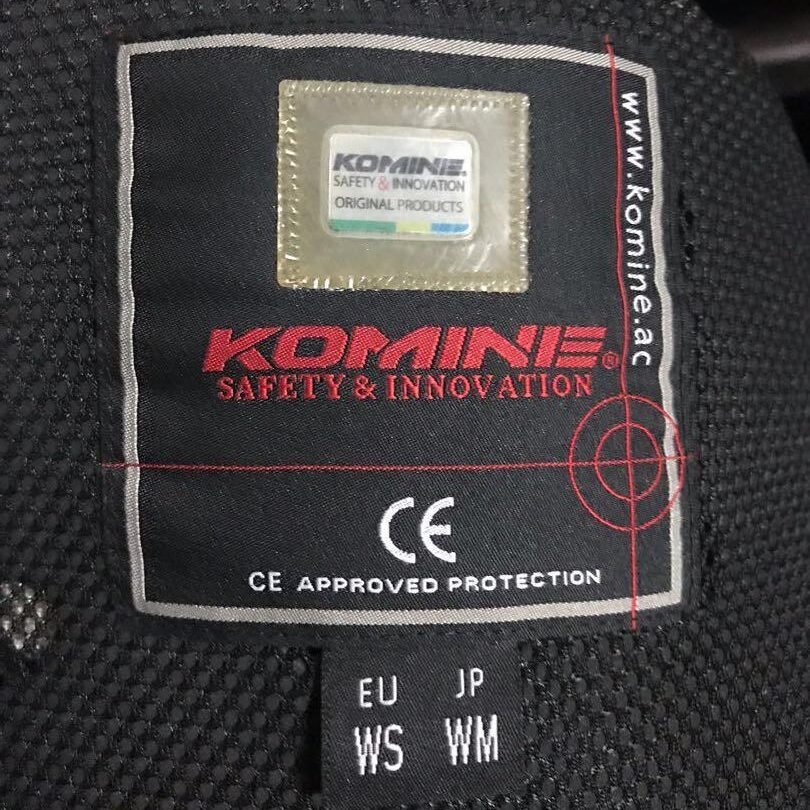 KOMINE
SAFETY & INNOVATION
ORIGINAL PRODUCTS
www.komine.ac
KOMINE®
SAFETY & INNOVATION
CE
CE APPROVED PROTECTION
EU JP
WS WM